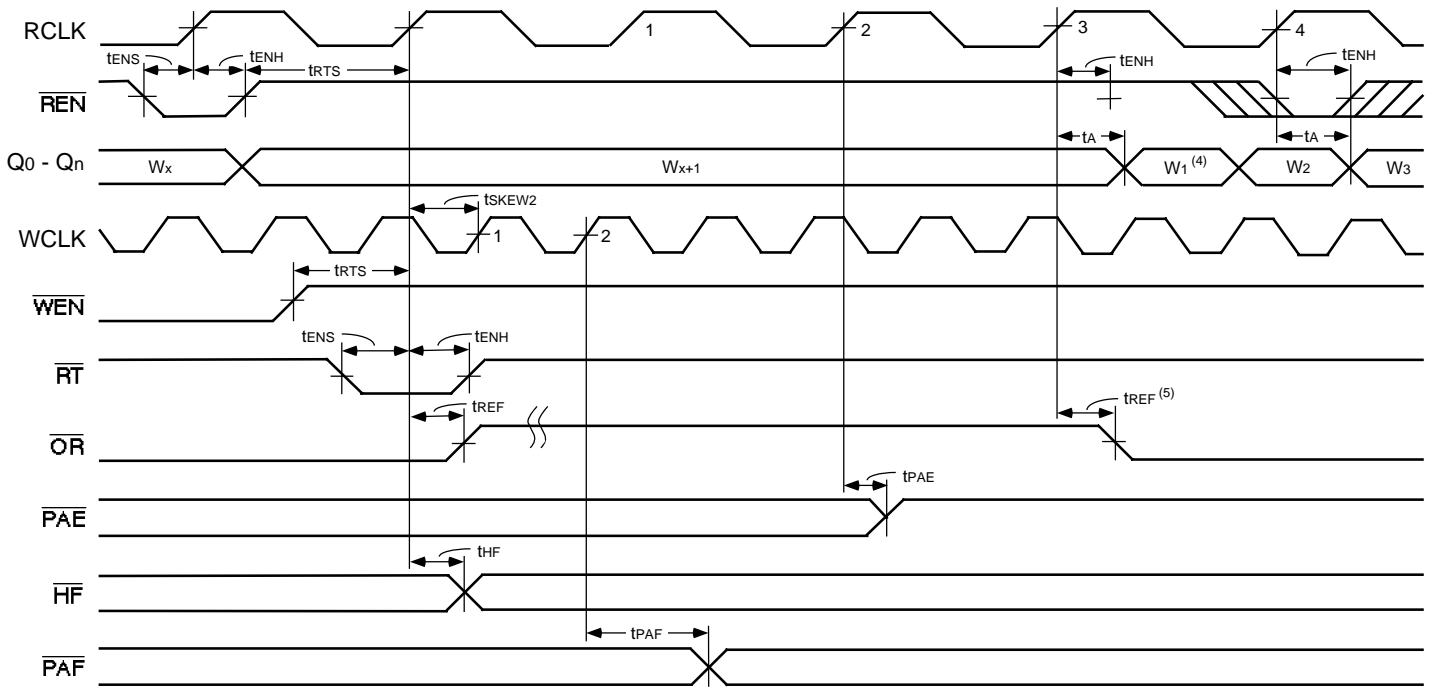 RCLK 1 2 3 4
tENS tENH tRTS tENH tENH
REN
tA tA
Q0 - Qn Wx Wx+1 W1 (4) W2 W3
tSKEW2
WCLK 1 2
tRTS
WEN
tENS tENH
RT
tREF tREF (5)
OR
tPAE
PAE
tHF
HF
tPAF
PAF